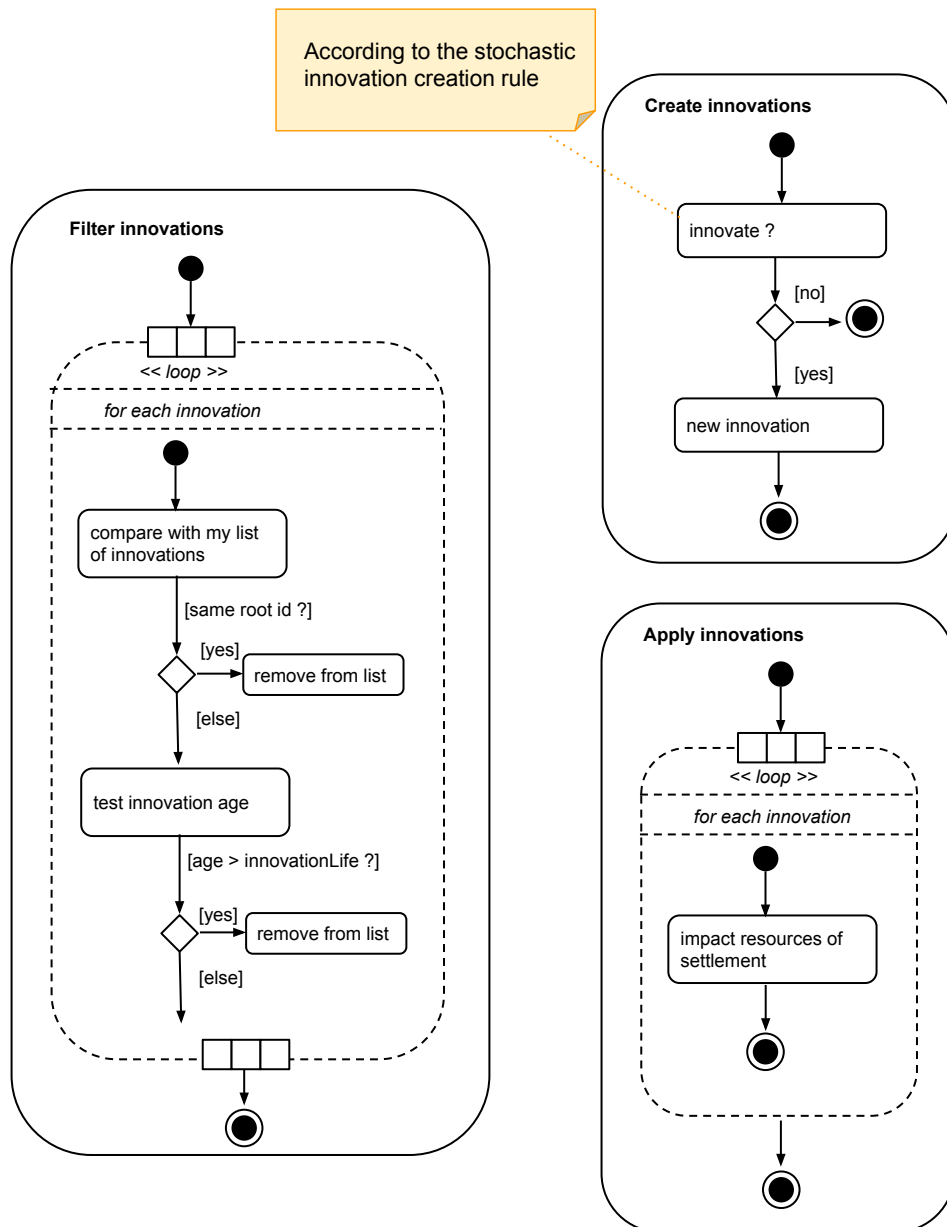 According to the stochastic
innovation creation rule
Create innovations
innovate ?
[no]
[yes]
new innovation
Filter innovations
<< loop >>
for each innovation
compare with my list
of innovations
[same root id ?]
[yes]
remove from list
[else]
test innovation age
[age > innovationLife ?]
[yes]
remove from list
[else]
Apply innovations
<< loop >>
for each innovation
impact resources of
settlement